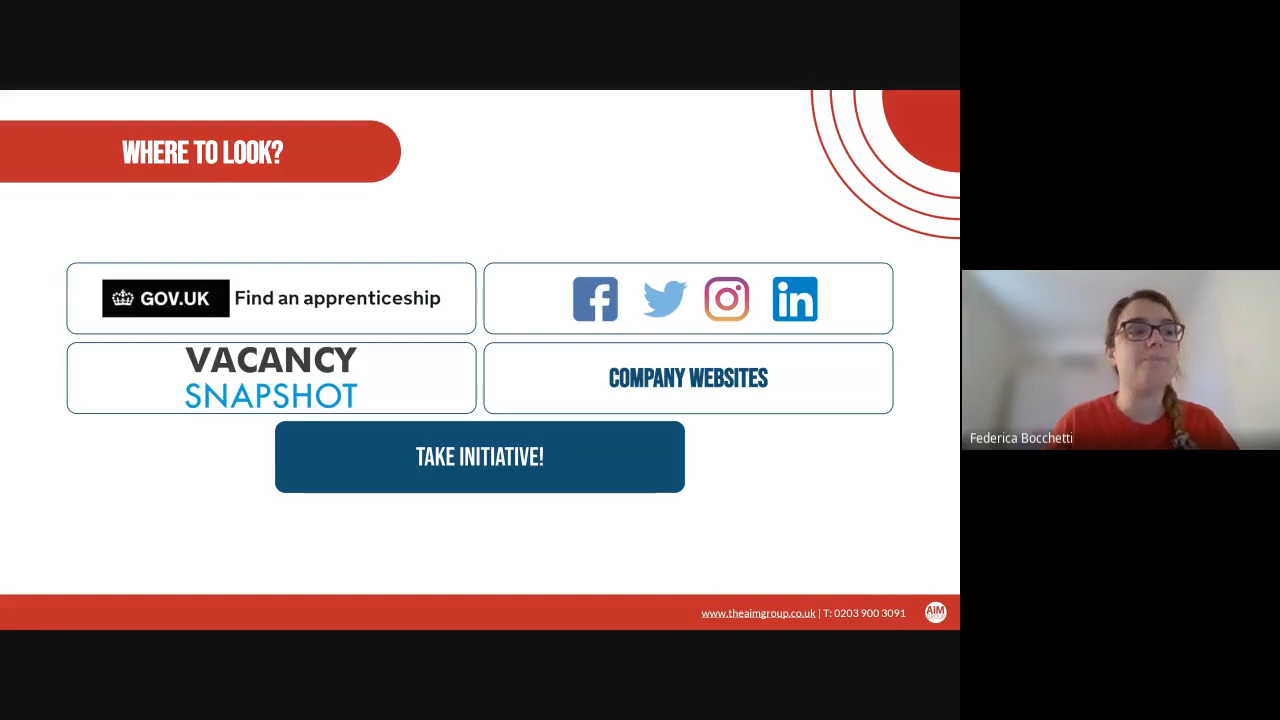 WHERE TO LOOK?
GOV.UK Find an apprenticeship
VACANCY
SNAPSHOT
COMPANY WEBSITES
TAKE INITIATIVE!
www.theaimgroup.co.uk | T: 0203 900 3091
AIM
GROUP
Federica Bocchetti